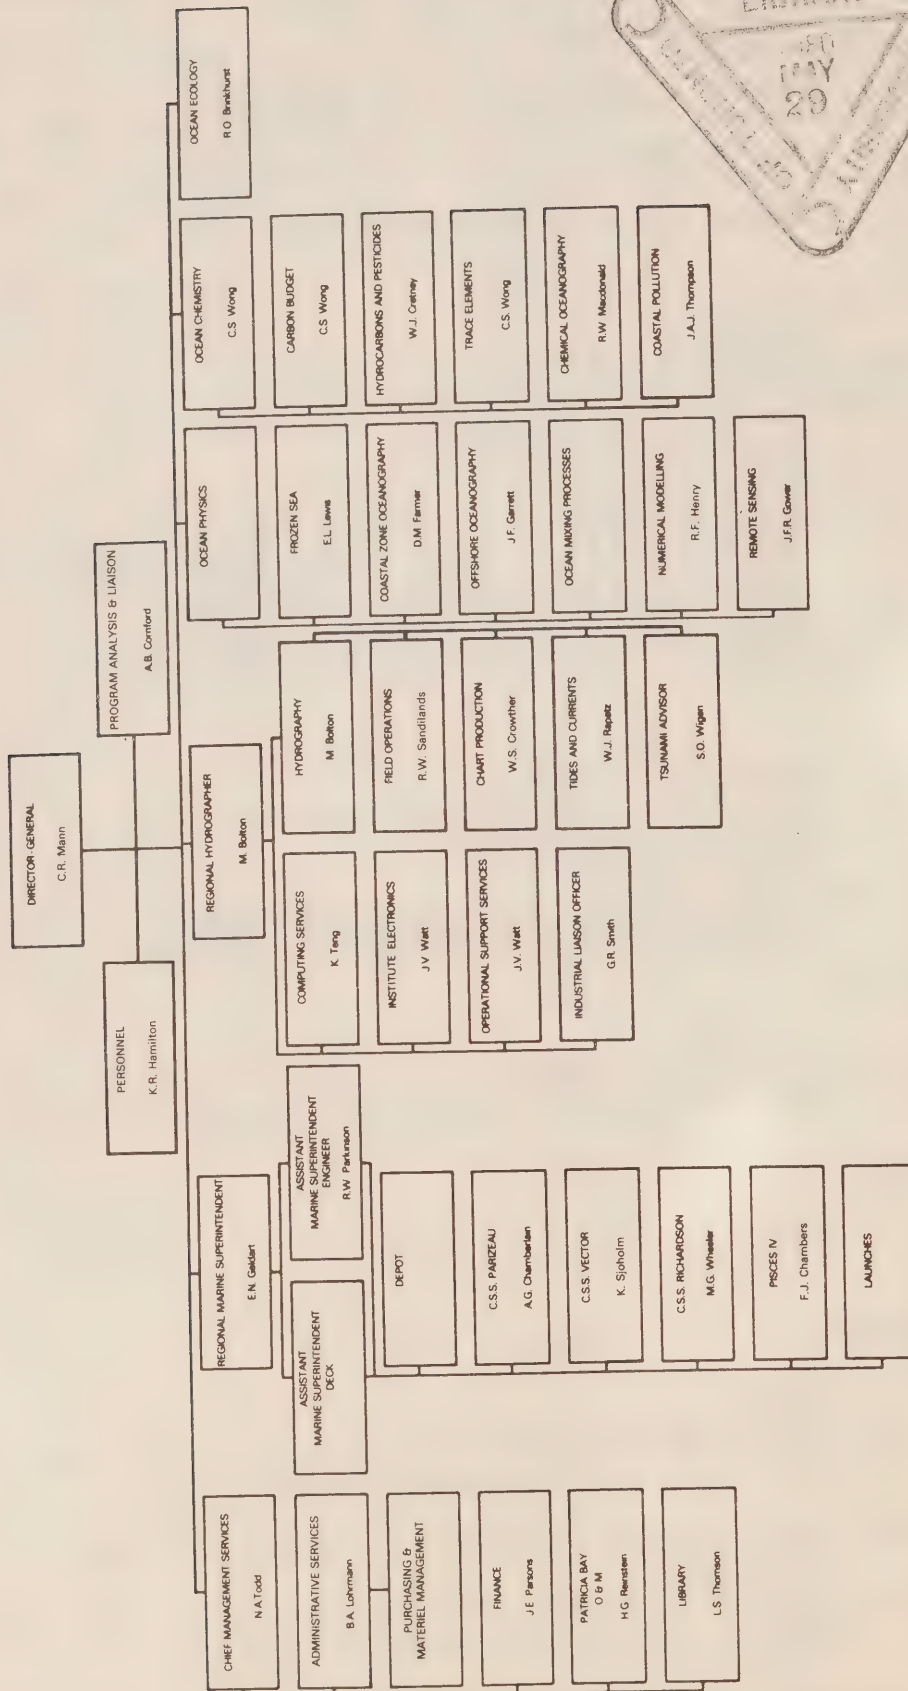 DIRECTOR-GENERAL
C.R. Mann
PERSONNEL
K.R. Hamilton
PROGRAM ANALYSIS & LIAISON
A.B. Cornford
CHIEF MANAGEMENT SERVICES
N.A. Todd
ADMINISTRATIVE SERVICES
B.A. Lohrmann
PURCHASING &
MATERIEL MANAGEMENT
FINANCE
J.E. Parsons
PATRICIA BAY
O & M
H.G. Reinstein
LIBRARY
L.S. Thomson
REGIONAL MARINE SUPERINTENDENT
E.N. Geldart
ASSISTANT
MARINE SUPERINTENDENT
DECK
ASSISTANT
MARINE SUPERINTENDENT
ENGINEER
R.W. Parkinson
DEPOT
C.S.S. PARIZEAU
A.G. Chamberlain
C.S.S. VECTOR
K. Sjoholm
C.S.S. RICHARDSON
M.G. Wheeler
PISCES IV
F.J. Chambers
LAUNCHES
REGIONAL HYDROGRAPHER
M. Bolton
COMPUTING SERVICES
K. Teng
INSTITUTE ELECTRONICS
J.V. Watt
OPERATIONAL SUPPORT SERVICES
J.V. Watt
INDUSTRIAL LIAISON OFFICER
G.R. Smith
HYDROGRAPHY
M. Bolton
FIELD OPERATIONS
R.W. Sandilands
CHART PRODUCTION
W.S. Crowther
TIDES AND CURRENTS
W.J. Rapatz
TSUNAMI ADVISOR
S.O. Wigen
OCEAN PHYSICS
FROZEN SEA
E.L. Lewis
COASTAL ZONE OCEANOGRAPHY
D.M. Farmer
OFFSHORE OCEANOGRAPHY
J.F. Garrett
OCEAN MIXING PROCESSES
NUMERICAL MODELLING
R.F. Henry
REMOTE SENSING
J.F.R. Gower
OCEAN CHEMISTRY
C.S. Wong
CARBON BUDGET
C.S. Wong
HYDROCARBONS AND PESTICIDES
W.J. Cretney
TRACE ELEMENTS
C.S. Wong
CHEMICAL OCEANOGRAPHY
R.W. Macdonald
COASTAL POLLUTION
J.A.J. Thompson
OCEAN ECOLOGY
R.O. Brinkhurst
MAY
29